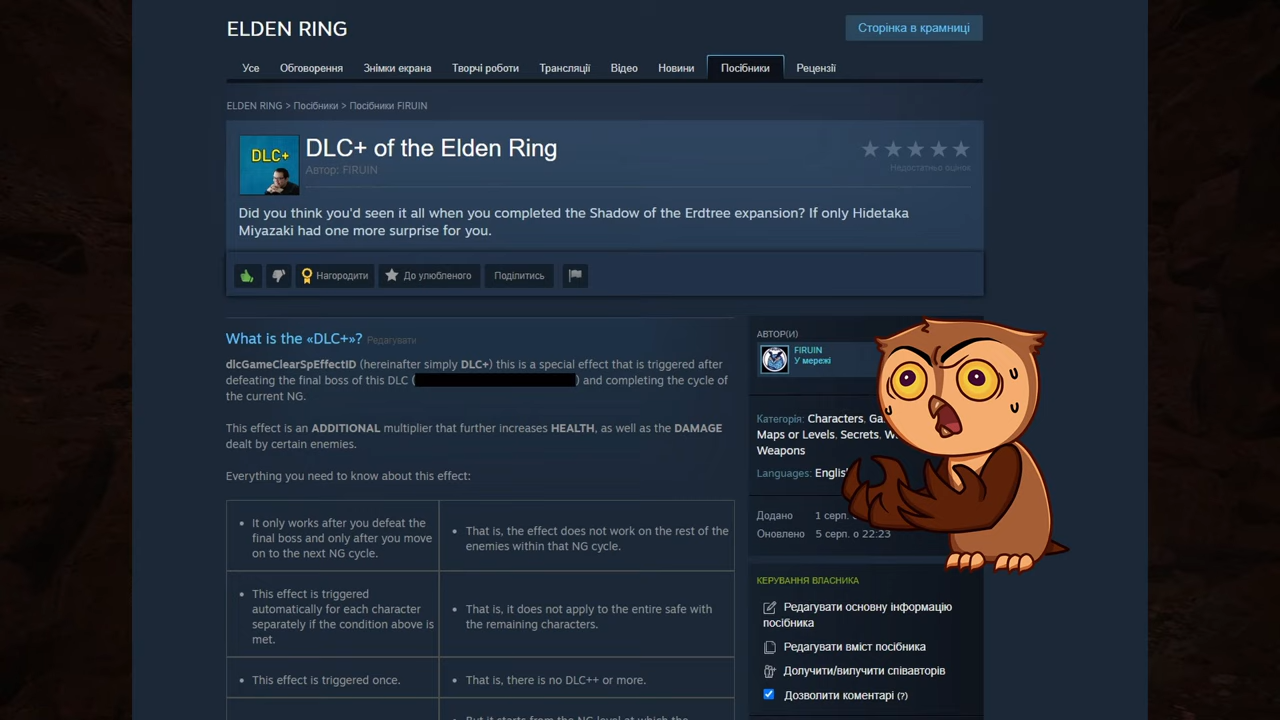 ELDEN RING
Сторінка в крамниці
Усе Обговорення Знімки екрана Творчі роботи Трансляції Відео Новини Посібники Рецензії
ELDEN RING > Посібники > Посібники FIRUIN
DLC+
DLC+ of the Elden Ring
Автор: FIRUIN
Недостатньо оцінок
Did you think you'd seen it all when you completed the Shadow of the Erdtree expansion? If only Hidetaka
Miyazaki had one more surprise for you.
Нагородити До улюбленого Поділитись
What is the «DLC+»? Редагувати
dlcGameClearSpEffectID (hereinafter simply DLC+) this is a special effect that is triggered after
defeating the final boss of this DLC ( ) and completing the cycle of
the current NG.
This effect is an ADDITIONAL multiplier that further increases HEALTH, as well as the DAMAGE
dealt by certain enemies.
Everything you need to know about this effect:
• It only works after you defeat the
final boss and only after you move
on to the next NG cycle.
• That is, the effect does not work on the rest of the
enemies within that NG cycle.
• This effect is triggered
automatically for each character
separately if the condition above is
met.
• That is, it does not apply to the entire safe with
the remaining characters.
• This effect is triggered once.
• That is, there is no DLC++ or more.
But it starts from the NG level at which the
АВТОР(И)
FIRUIN
У мережі
Категорія: Characters,
Maps or Levels, Secrets,
Weapons
Languages:
Додано 1 серп.
Оновлено 5 серп. о 22:23
КЕРУВАННЯ ВЛАСНИКА
Редагувати основну інформацію
посібника
Редагувати вміст посібника
Долучити/вилучити співавторів
Дозволити коментарі (?)